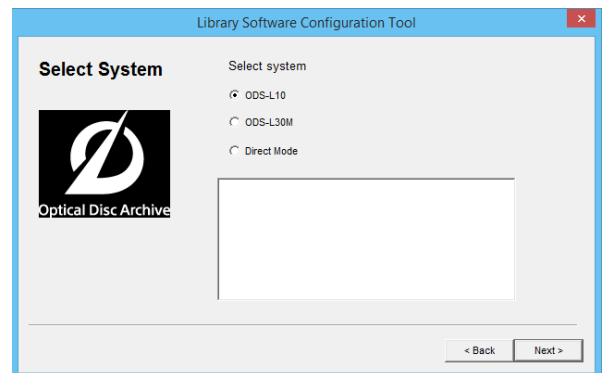 Library Software Configuration Tool
Select System
Select system
ODS-L10
ODS-L30M
Direct Mode
Optical Disc Archive
< Back
Next >